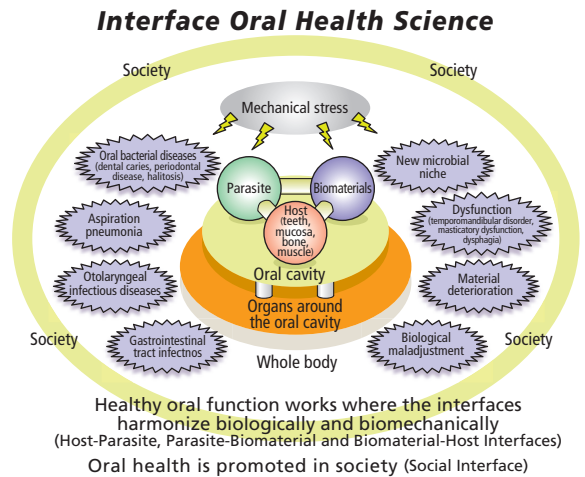 Interface Oral Health Science
Society
Society
Mechanical stress
Oral bacterial diseases
(dental caries, periodontal
disease, halitosis)
Parasite
Biomaterials
New microbial
niche
Host
(teeth,
mucosa,
bone,
muscle)
Aspiration
pneumonia
Dysfunction
(temporomandibular disorder,
masticatory dysfunction,
dysphagia)
Oral cavity
Otolaryngeal
infectious diseases
Material
deterioration
Organs around
the oral cavity
Society
Society
Gastrointestinal
tract infectnos
Biological
maladjustment
Whole body
Healthy oral function works where the interfaces
harmonize biologically and biomechanically
(Host-Parasite, Parasite-Biomaterial and Biomaterial-Host Interfaces)
Oral health is promoted in society (Social Interface)